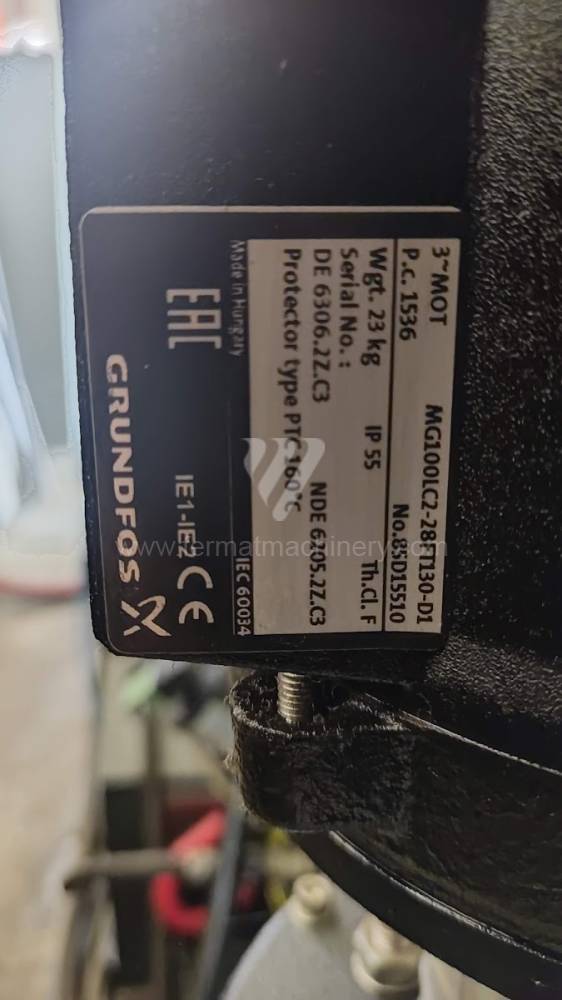 3~MOT MG100LC2-28FT130-D1
P.c. 1536 No.85D15510
Wgt. 23 kg IP 55 Th.Cl. F
Serial No. :
DE 6306.2Z.C3 NDE 6205.2Z.C3
Protector type PTC 160°C
Made in Hungary IEC 60034
EAC IE1-IE2 CE
GRUNDFOS
www.fermatmachinery.com